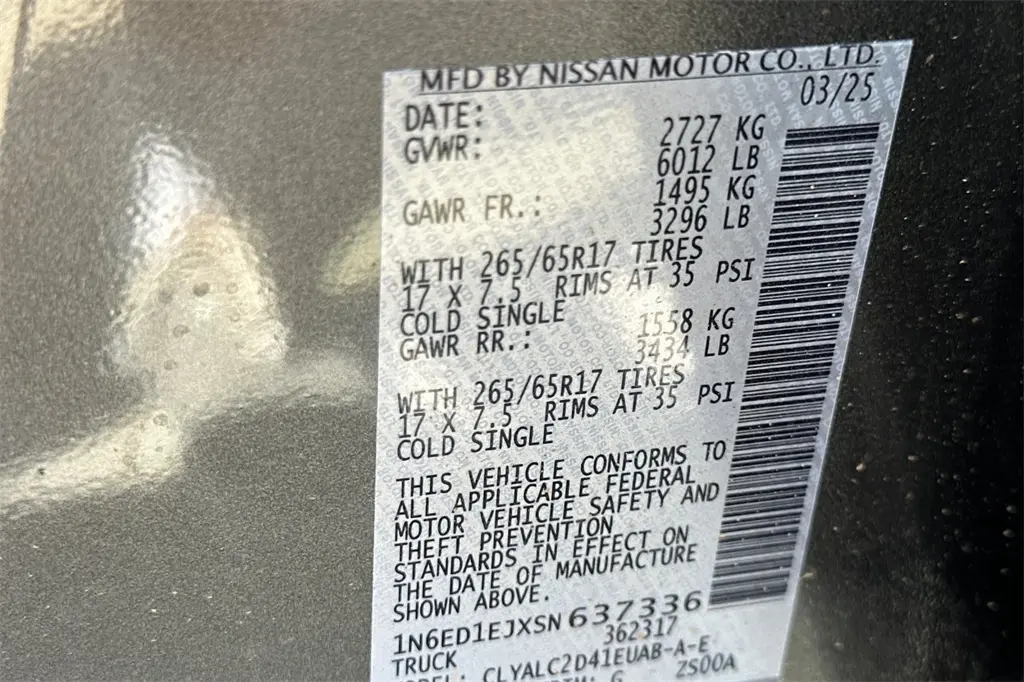 MFD BY NISSAN MOTOR CO., LTD.
DATE: 03/25
GVWR: 2727 KG
6012 LB
GAWR FR.: 1495 KG
3296 LB
WITH 265/65R17 TIRES
17 X 7.5 RIMS AT 35 PSI
COLD SINGLE
GAWR RR.: 1558 KG
3434 LB
WITH 265/65R17 TIRES
17 X 7.5 RIMS AT 35 PSI
COLD SINGLE
THIS VEHICLE CONFORMS TO
ALL APPLICABLE FEDERAL
MOTOR VEHICLE SAFETY AND
THEFT PREVENTION
STANDARDS IN EFFECT ON
THE DATE OF MANUFACTURE
SHOWN ABOVE.
1N6ED1EJXSN637336
TRUCK 362317
MODEL: CLYALC2D41EUAB-A-E
TRIM: G ZS00A